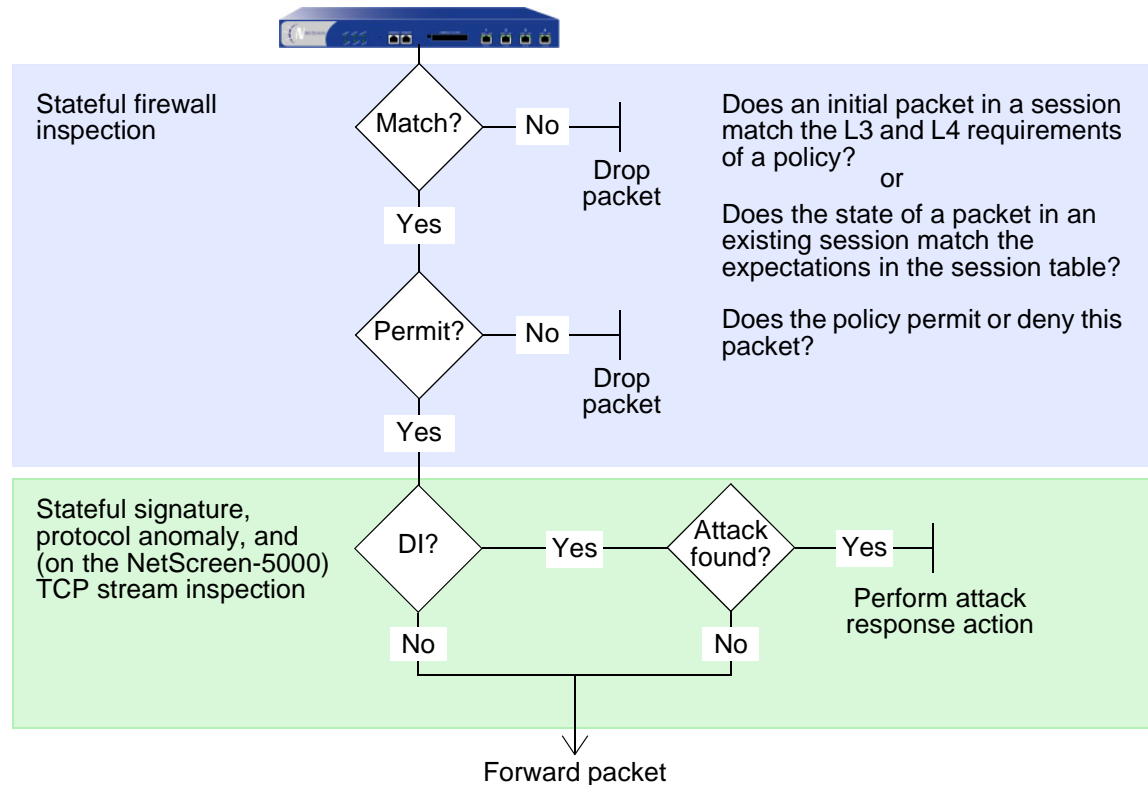 Stateful firewall
inspection
Match?
No
Drop
packet
Does an initial packet in a session
match the L3 and L4 requirements
of a policy?
or
Does the state of a packet in an
existing session match the
expectations in the session table?
Yes
Permit?
No
Drop
packet
Does the policy permit or deny this
packet?
Yes
Stateful signature,
protocol anomaly, and
(on the NetScreen-5000)
TCP stream inspection
DI?
Yes
Attack
found?
Yes
Perform attack
response action
No
No
Forward packet